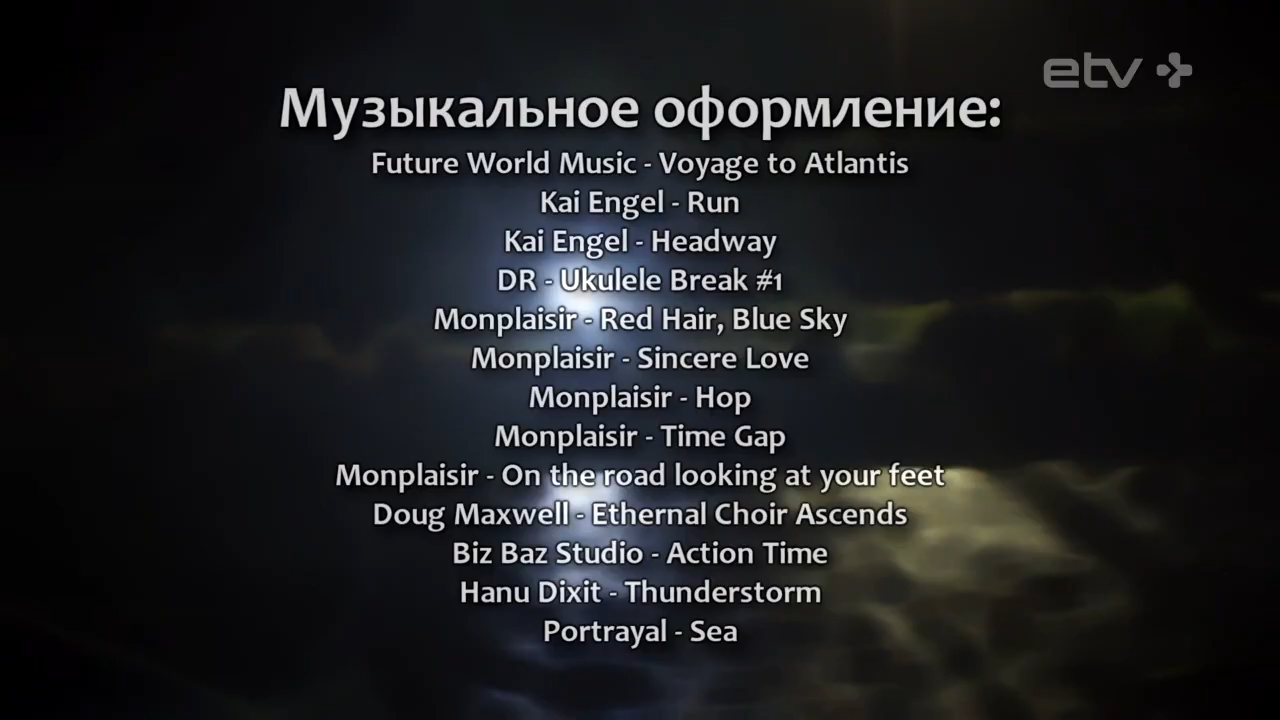 etv+
Музыкальное оформление:
Future World Music - Voyage to Atlantis
Kai Engel - Run
Kai Engel - Headway
DR - Ukulele Break #1
Monplaisir - Red Hair, Blue Sky
Monplaisir - Sincere Love
Monplaisir - Hop
Monplaisir - Time Gap
Monplaisir - On the road looking at your feet
Doug Maxwell - Ethernal Choir Ascends
Biz Baz Studio - Action Time
Hanu Dixit - Thunderstorm
Portrayal - Sea